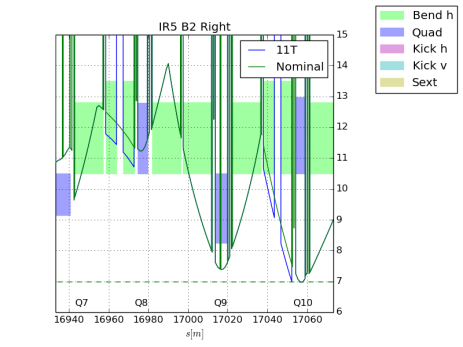 IR5 B2 Right
11T
Nominal
Bend h
Quad
Kick h
Kick v
Sext
15
14
13
12
11
10
9
8
7
6
Q7 Q8 Q9 Q10
16940 16960 16980 17000 17020 17040 17060
s[m]